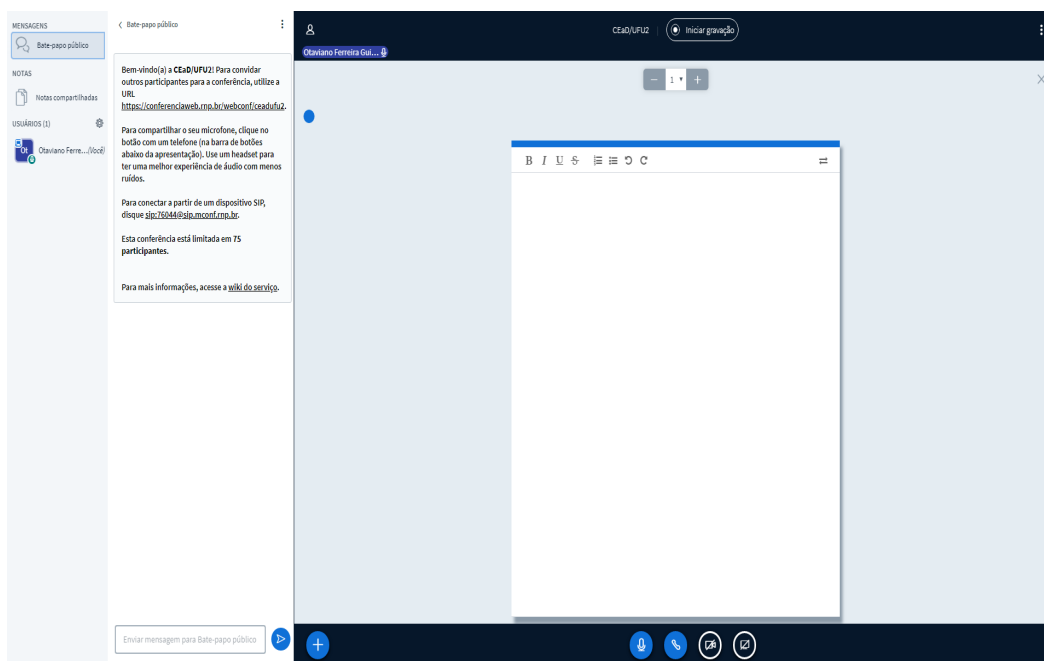 MENSAGENS
Bate-papo público
NOTAS
Notas compartilhadas
USUÁRIOS (1)
Ot
Otaviano Ferre... (Você)
Bate-papo público
Bem-vindo(a) a CEaD/UFU2! Para convidar
outros participantes para a conferência, utilize a
URL
https://conferenciaweb.rnp.br/webconf/ceadufu2.
Para compartilhar o seu microfone, clique no
botão com um telefone (na barra de botões
abaixo da apresentação). Use um headset para
ter uma melhor experiência de áudio com menos
ruídos.
Para conectar a partir de um dispositivo SIP,
disque sip:76044@sip.mconf.rnp.br.
Esta conferência está limitada em 75
participantes.
Para mais informações, acesse a wiki do serviço.
Enviar mensagem para Bate-papo público
CEaD/UFU2
Iniciar gravação
Otaviano Ferreira Gui...
1
B I U S